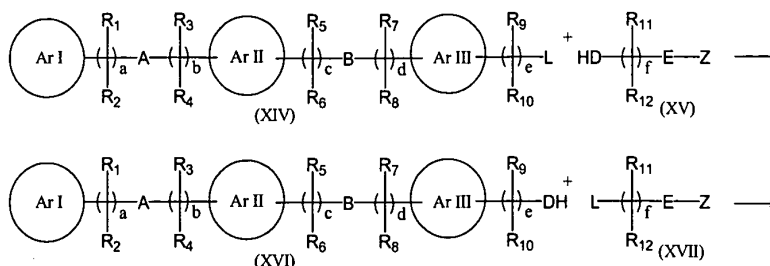 R1 R3 R5 R7 R9 R11
Ar I ( )a A ( )b Ar II ( )c B ( )d Ar III ( )e L + HD ( )f E Z
R2 R4 R6 R8 R10 R12
(XIV) (XV)
R1 R3 R5 R7 R9 R11
Ar I ( )a A ( )b Ar II ( )c B ( )d Ar III ( )e DH + L ( )f E Z
R2 R4 R6 R8 R10 R12
(XVI) (XVII)